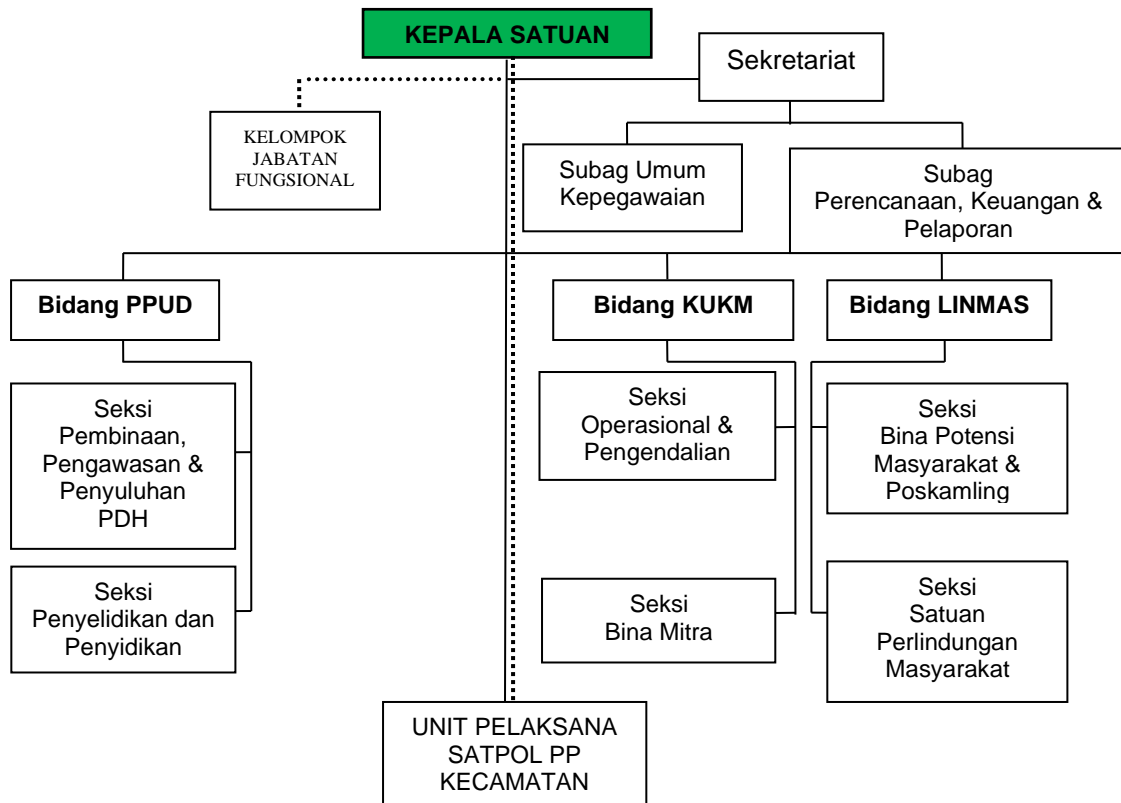 KEPALA SATUAN
Sekretariat
KELOMPOK
JABATAN
FUNGSIONAL
Subag Umum
Kepegawaian
Subag
Perencanaan, Keuangan &
Pelaporan
Bidang PPUD
Bidang KUKM
Bidang LINMAS
Seksi
Pembinaan,
Pengawasan &
Penyuluhan
PDH
Seksi
Operasional &
Pengendalian
Seksi
Bina Potensi
Masyarakat &
Poskamling
Seksi
Penyelidikan dan
Penyidikan
Seksi
Bina Mitra
Seksi
Satuan
Perlindungan
Masyarakat
UNIT PELAKSANA
SATPOL PP
KECAMATAN